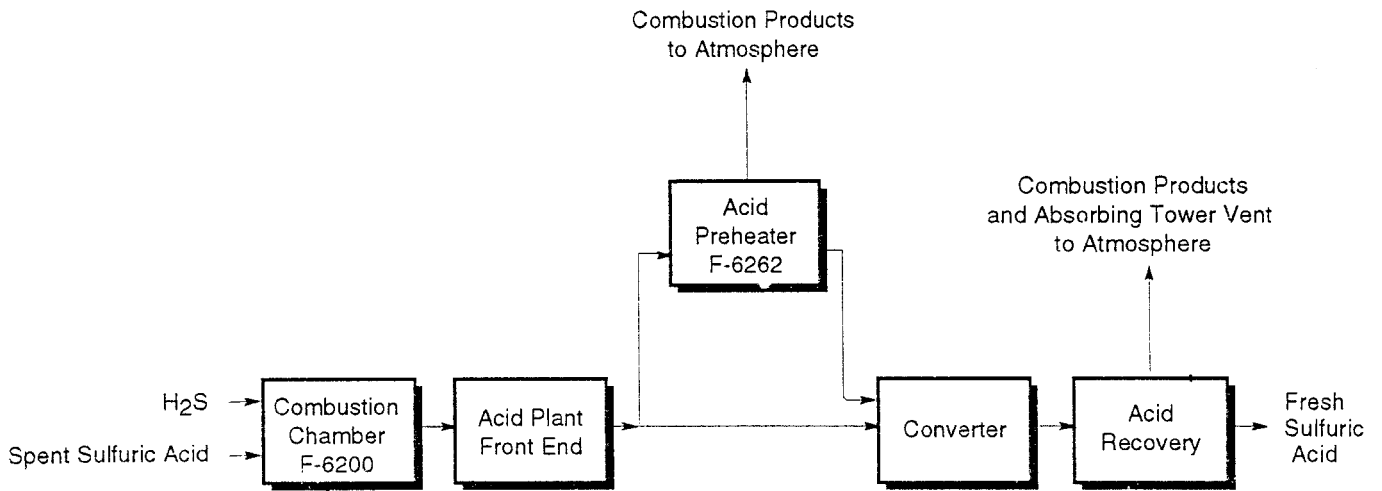 Combustion Products
to Atmosphere
Acid
Preheater
F-6262
Combustion Products
and Absorbing Tower Vent
to Atmosphere
H2S
Spent Sulfuric Acid
Combustion
Chamber
F-6200
Acid Plant
Front End
Converter
Acid
Recovery
Fresh
Sulfuric
Acid